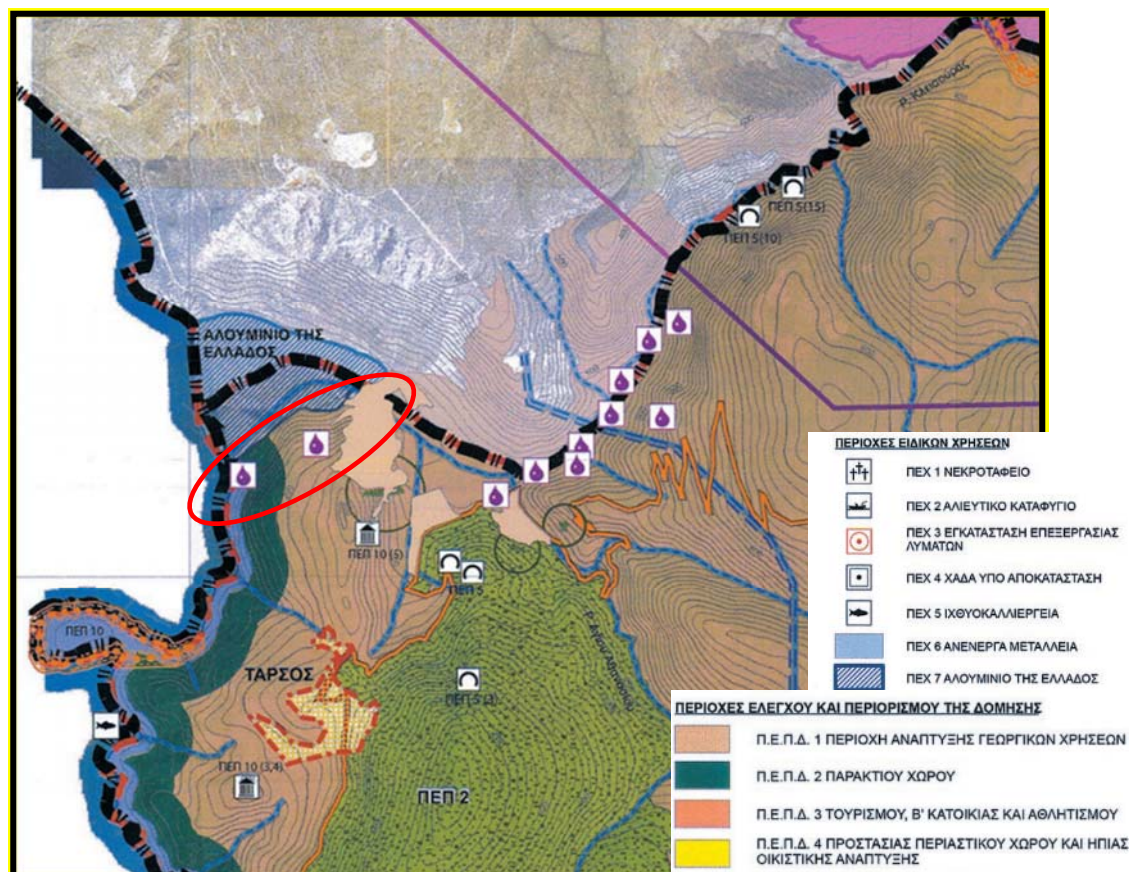 Ρ. Κλεισούρας
ΠΕΠ 5(15)
ΠΕΠ 5(10)
ΑΛΟΥΜΙΝΙΟ ΤΗΣ
ΕΛΛΑΔΟΣ
ΠΕΠ 10 (5)
ΠΕΠ 5
ΠΕΠ 10
ΤΑΡΣΟΣ
ΠΕΠ 10 (3,4)
ΠΕΠ 2
ΠΕΡΙΟΧΕΣ ΕΙΔΙΚΩΝ ΧΡΗΣΕΩΝ
ΠΕΧ 1 ΝΕΚΡΟΤΑΦΕΙΟ
ΠΕΧ 2 ΑΛΙΕΥΤΙΚΟ ΚΑΤΑΦΥΓΙΟ
ΠΕΧ 3 ΕΓΚΑΤΑΣΤΑΣΗ ΕΠΕΞΕΡΓΑΣΙΑΣ
ΛΥΜΑΤΩΝ
ΠΕΧ 4 ΧΑΔΑ ΥΠΟ ΑΠΟΚΑΤΑΣΤΑΣΗ
ΠΕΧ 5 ΙΧΘΥΟΚΑΛΛΙΕΡΓΕΙΑ
ΠΕΧ 6 ΑΝΕΝΕΡΓΑ ΜΕΤΑΛΛΕΙΑ
ΠΕΧ 7 ΑΛΟΥΜΙΝΙΟ ΤΗΣ ΕΛΛΑΔΟΣ
ΠΕΡΙΟΧΕΣ ΕΛΕΓΧΟΥ ΚΑΙ ΠΕΡΙΟΡΙΣΜΟΥ ΤΗΣ ΔΟΜΗΣΗΣ
Π.Ε.Π.Δ. 1 ΠΕΡΙΟΧΗ ΑΝΑΠΤΥΞΗΣ ΓΕΩΡΓΙΚΩΝ ΧΡΗΣΕΩΝ
Π.Ε.Π.Δ. 2 ΠΑΡΑΚΤΙΟΥ ΧΩΡΟΥ
Π.Ε.Π.Δ. 3 ΤΟΥΡΙΣΜΟΥ, Β' ΚΑΤΟΙΚΙΑΣ ΚΑΙ ΑΘΛΗΤΙΣΜΟΥ
Π.Ε.Π.Δ. 4 ΠΡΟΣΤΑΣΙΑΣ ΠΕΡΙΑΣΤΙΚΟΥ ΧΩΡΟΥ ΚΑΙ ΗΠΙΑΣ
ΟΙΚΙΣΤΙΚΗΣ ΑΝΑΠΤΥΞΗΣ